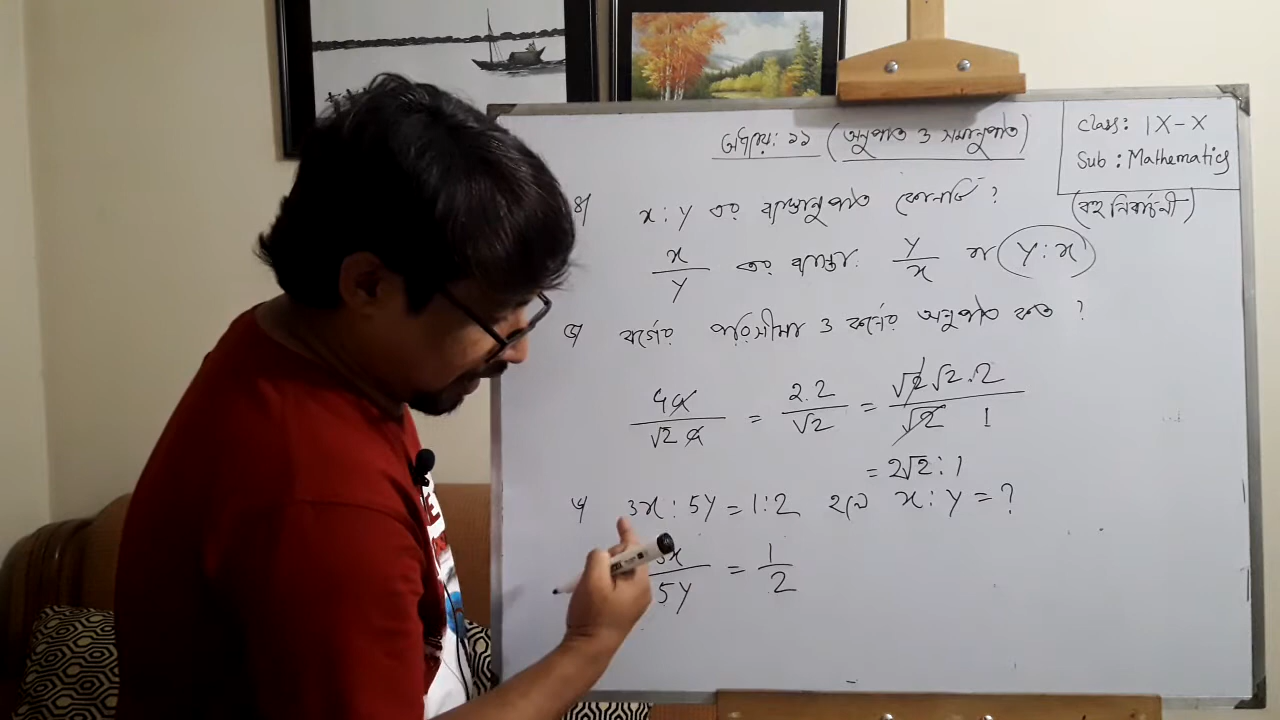 অধ্যায়: ১১ (অনুপাত ও সমানুপাত)
Class: IX-X
Sub: Mathematics
(বহু নির্বাচনী)
৪/ x : y এর ব্যাস্তানুপাত কোনটি ?
x/y এর ব্যাস্ত: y/x বা y : x
৫/ বর্গের পরিসীমা ও কর্ণের অনুপাত কত ?
4a/√2a = 2.2/√2 = √2√2.2/√2 1
= 2√2 : 1
৬/ 3x : 5y = 1 : 2 হলে x : y = ?
3x/5y = 1/2